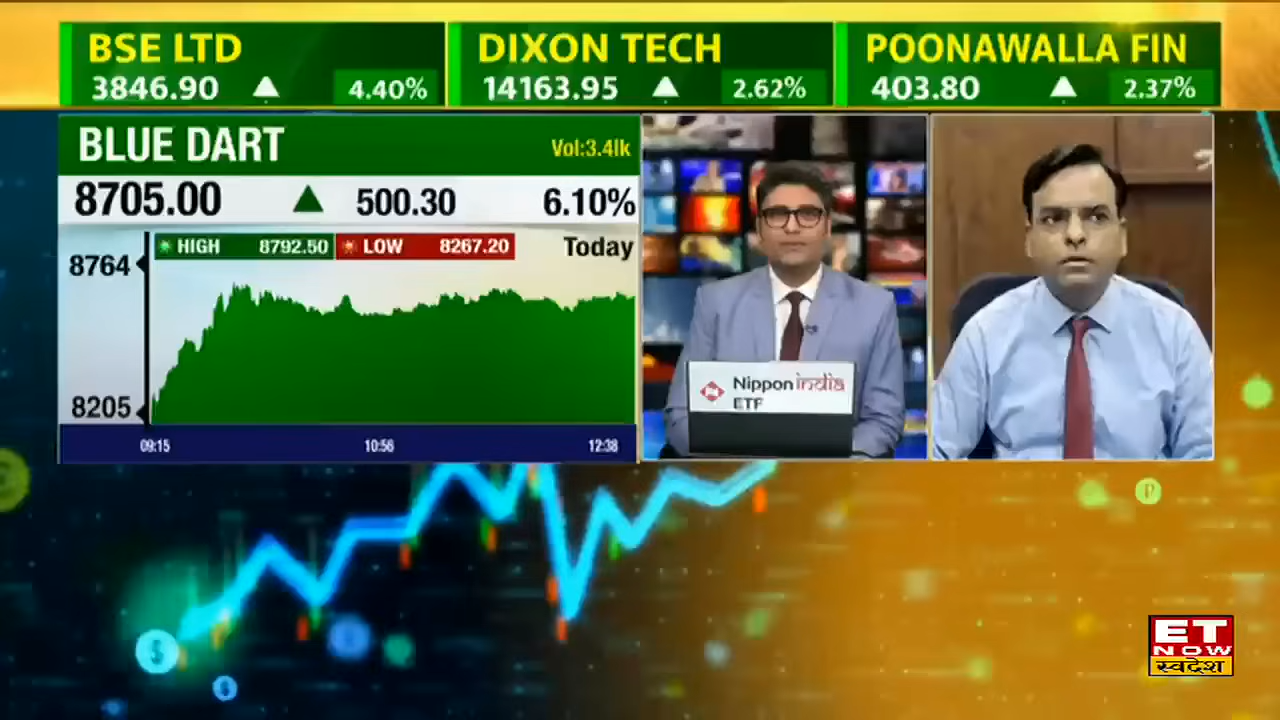 BSE LTD
3846.90 4.40%
DIXON TECH
14163.95 2.62%
POONAWALLA FIN
403.80 2.37%
BLUE DART Vol:3.4lk
8705.00 500.30 6.10%
HIGH 8792.50 LOW 8267.20 Today
8764
8205
09:15 10:56 12:38
Nippon india
ETF
ET
NOW
स्वदेश